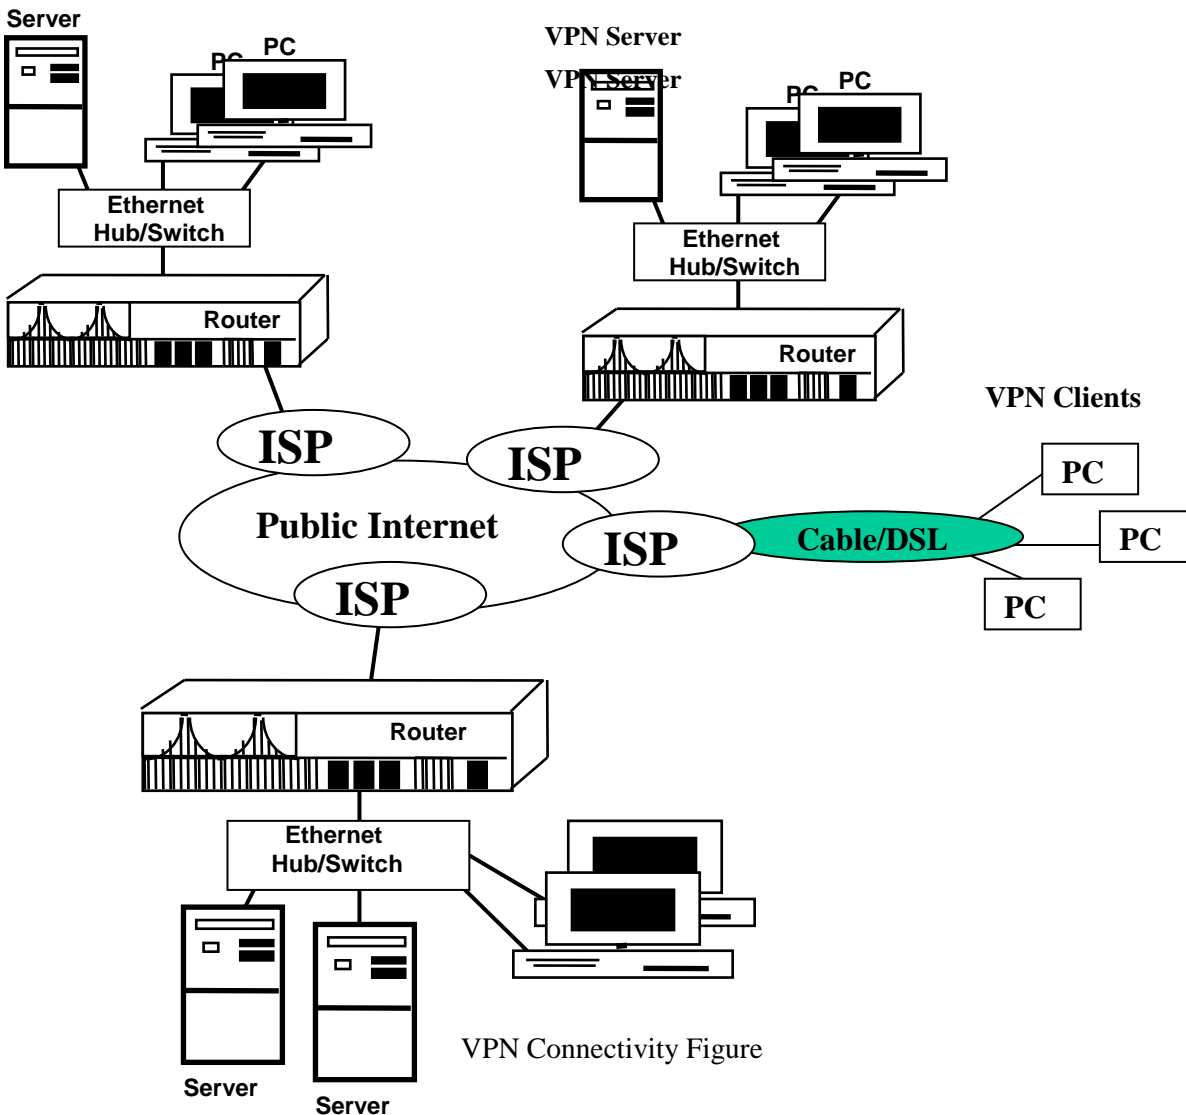 Server
PC
PC
VPN Server
VPN Server
PC
PC
Ethernet
Hub/Switch
Ethernet
Hub/Switch
Router
Router
VPN Clients
ISP
ISP
PC
Public Internet
ISP
Cable/DSL
PC
ISP
PC
Router
Ethernet
Hub/Switch
VPN Connectivity Figure
Server
Server